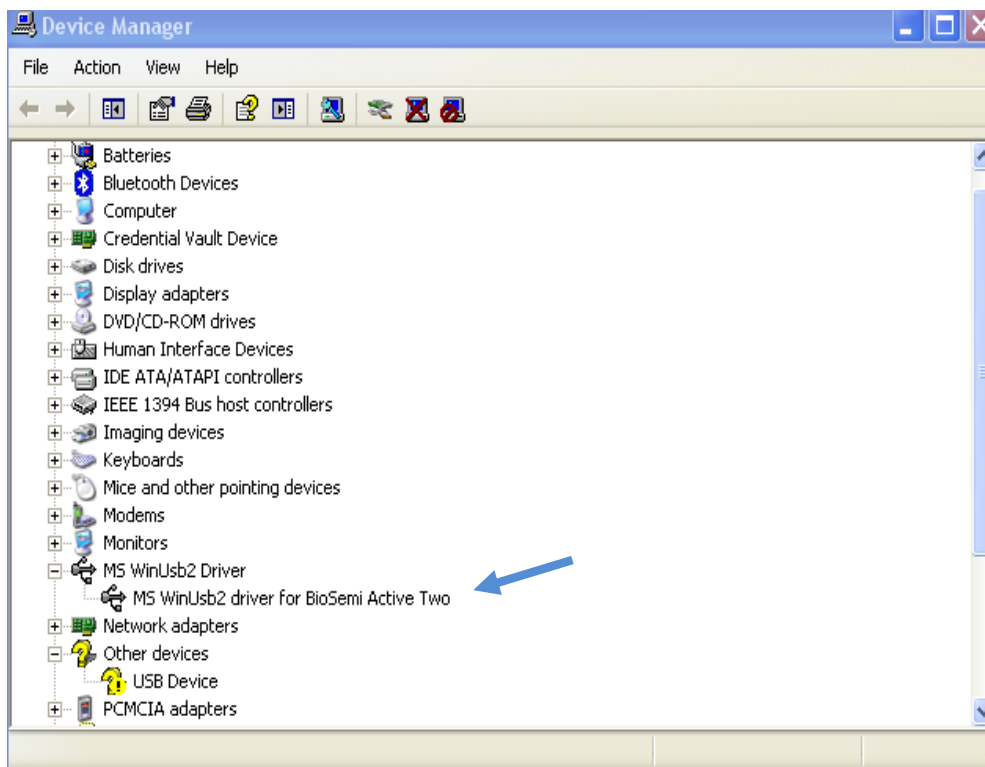 Device Manager
File Action View Help
Batteries
Bluetooth Devices
Computer
Credential Vault Device
Disk drives
Display adapters
DVD/CD-ROM drives
Human Interface Devices
IDE ATA/ATAPI controllers
IEEE 1394 Bus host controllers
Imaging devices
Keyboards
Mice and other pointing devices
Modems
Monitors
MS WinUsb2 Driver
MS WinUsb2 driver for BioSemi Active Two
Network adapters
Other devices
USB Device
PCMCIA adapters